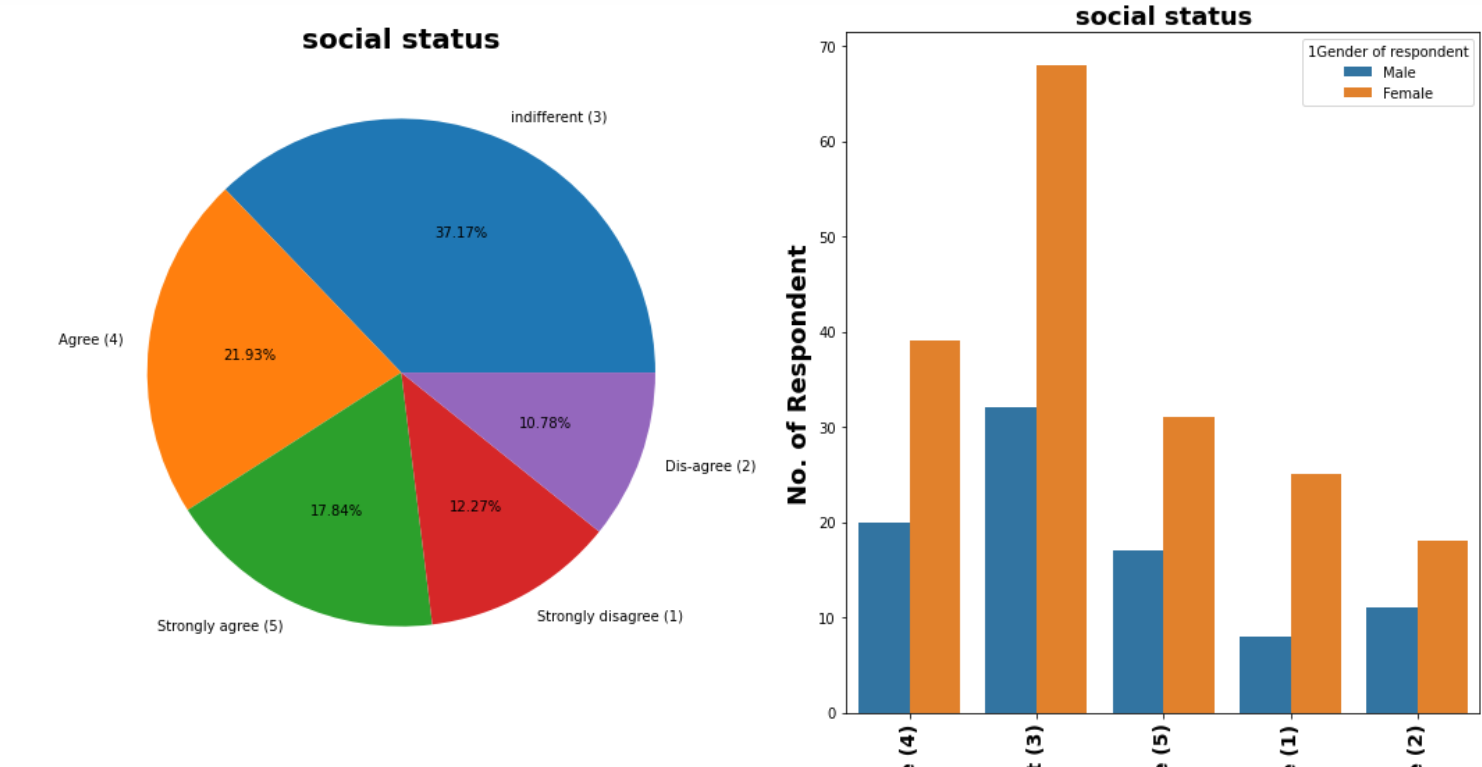 social status
indifferent (3)
37.17%
Agree (4)
21.93%
10.78%
Dis-agree (2)
17.84%
12.27%
Strongly agree (5)
Strongly disagree (1)
social status
1Gender of respondent
Male
Female
No. of Respondent
70
60
50
40
30
20
10
0
(4)
(3)
(5)
(1)
(2)